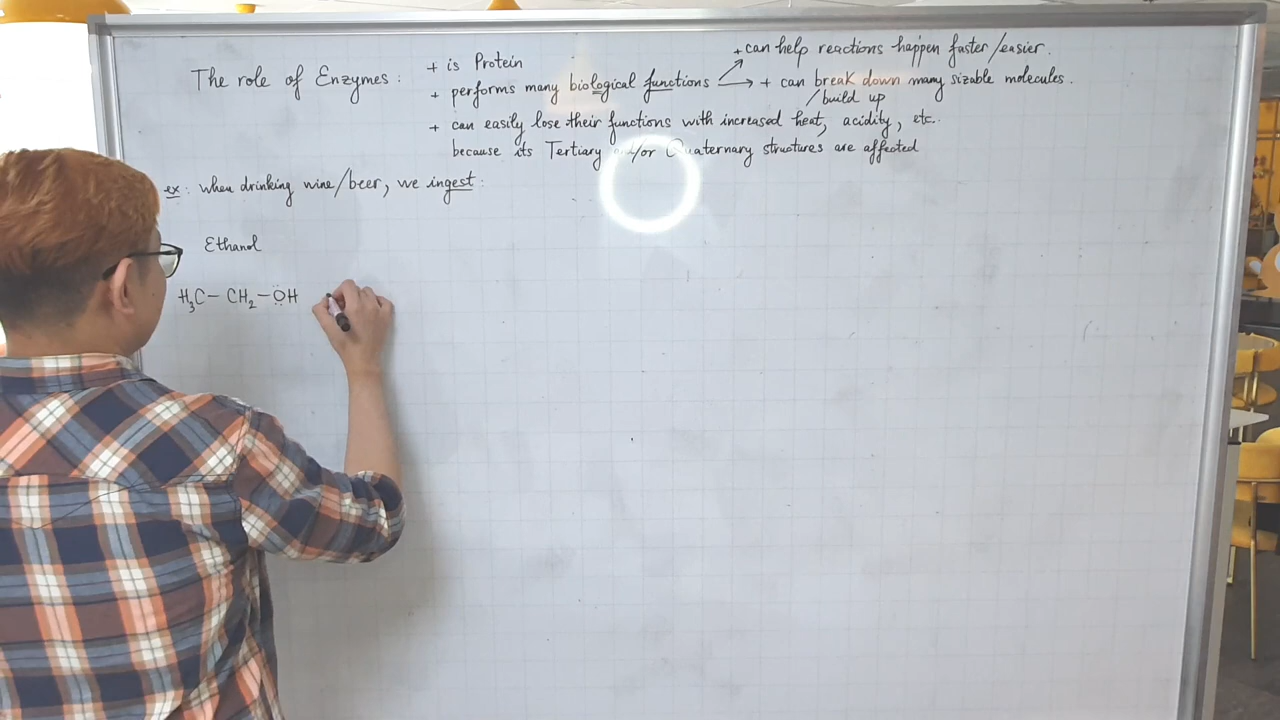 + can help reactions happen faster/easier.
The role of Enzymes : + is Protein
+ performs many biological functions → + can break down many sizable molecules.
/build up
+ can easily lose their functions with increased heat, acidity, etc..
because its Tertiary and/or Quaternary structures are affected
ex: when drinking wine/beer, we ingest :
Ethanol
H₃C – CH₂ – OH